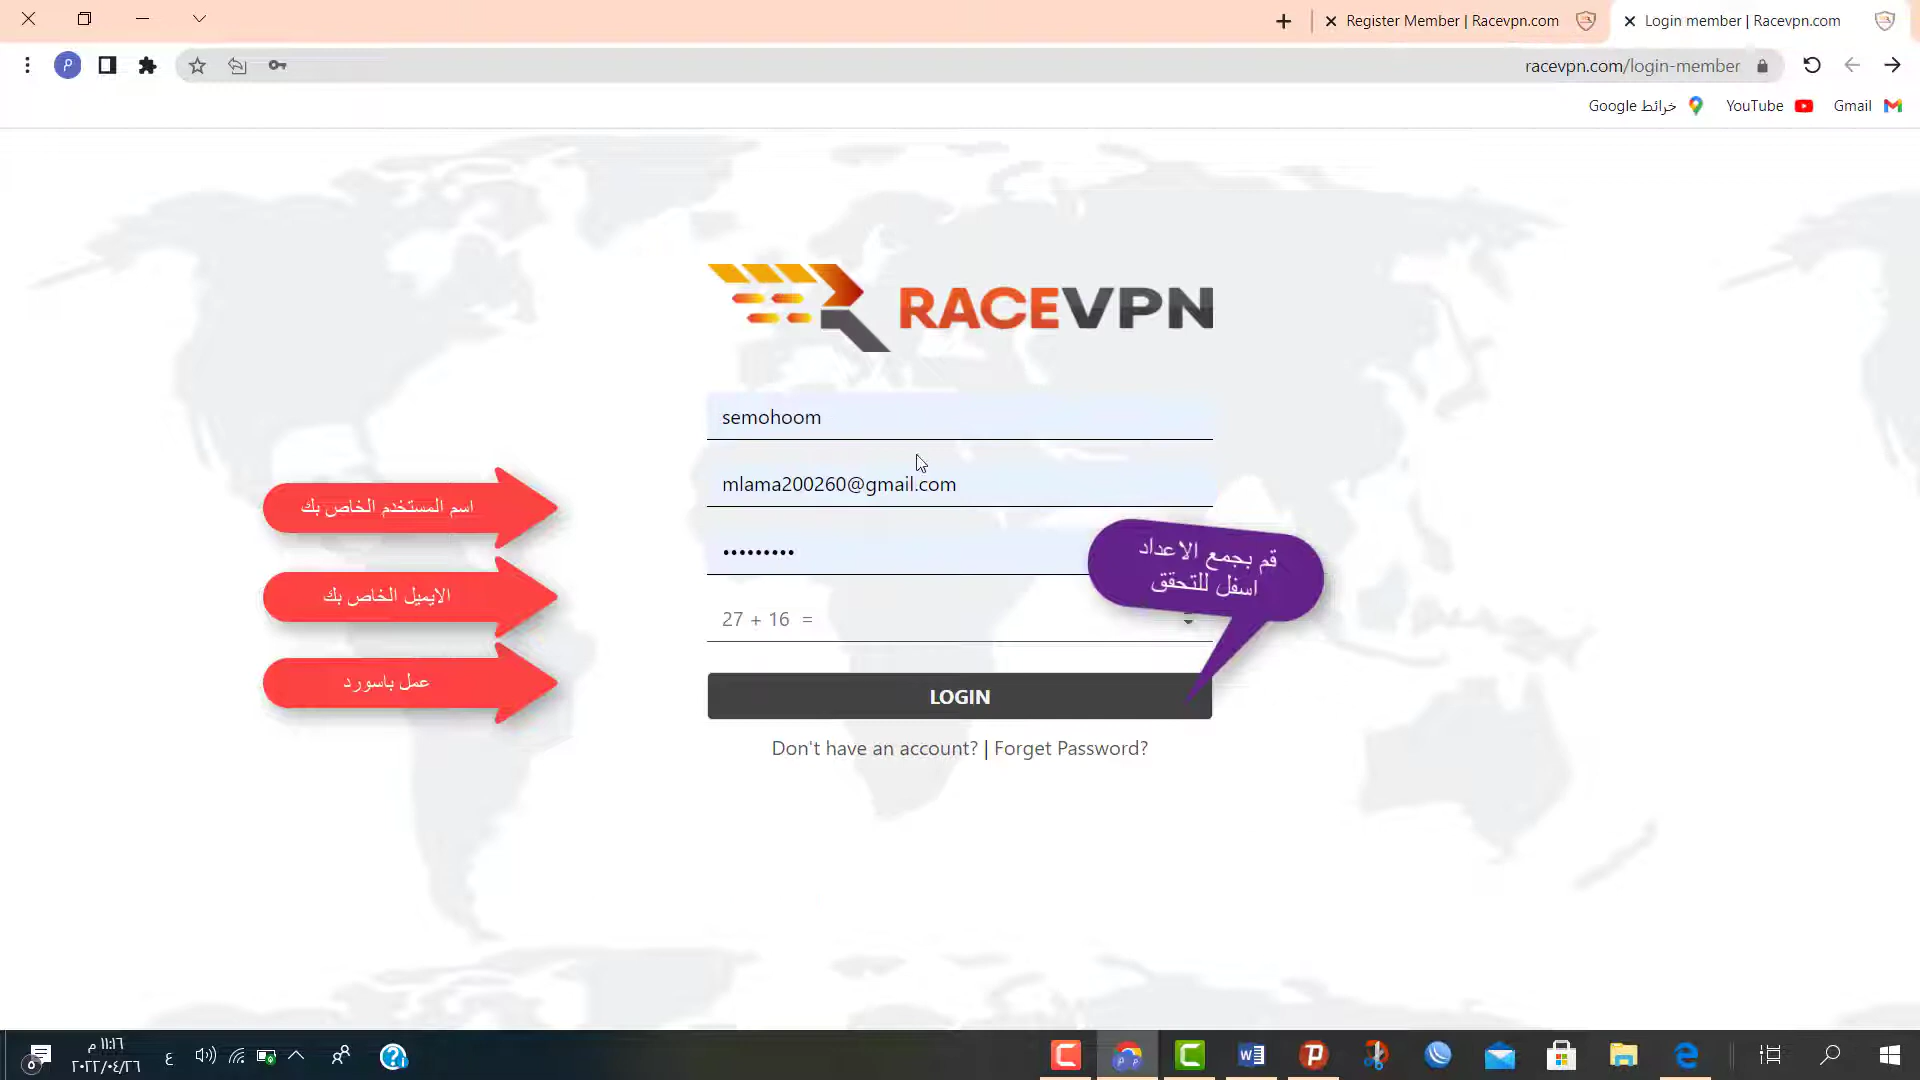 Register Member | Racevpn.com
Login member | Racevpn.com
P
racevpn.com/login-member
خرائط Google
YouTube
Gmail
RACEVPN
semohoom
mlama200260@gmail.com
اسم المستخدم الخاص بك
الايميل الخاص بك
عمل باسورد
قم بجمع الاعداد
اسفل للتحقق
27 + 16 =
LOGIN
Don't have an account? | Forget Password?
١١:١٦ م
٢٠٢٢/٠٤/٢٦
ع